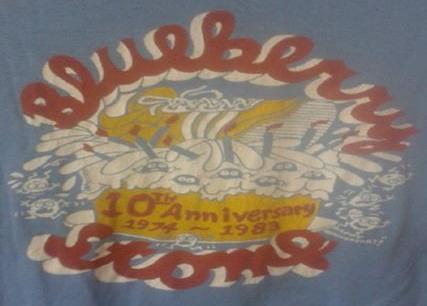 Blueberry
10th Anniversary
1974 ~ 1983
Stomp